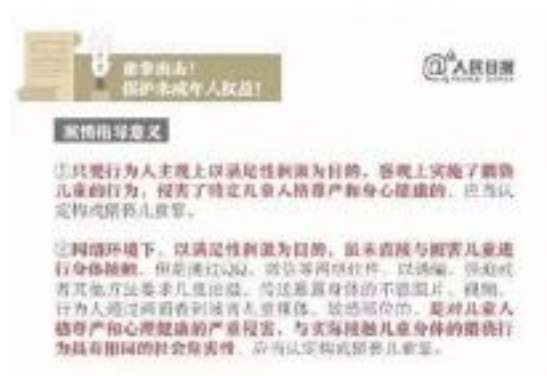 重拳出击!
保护未成年人权益!
@人民日报
案情指导意义
①只要行为人主观上以满足性刺激为目的,客观上实施了猥亵
儿童的行为,侵害了特定儿童人格尊严和身心健康的,应当认
定构成猥亵儿童罪。
②网络环境下,以满足性刺激为目的,虽未直接与被害儿童进
行身体接触,但是通过QQ、微信等网络软件,以诱骗、强迫或
者其他方法要求儿童拍摄、传送暴露身体的不雅照片、视频,
行为人通过画面看到被害儿童裸体、敏感部位的,是对儿童人
格尊严和心理健康的严重侵害,与实际接触儿童身体的猥亵行
为具有相同的社会危害性,应当认定构成猥亵儿童罪。